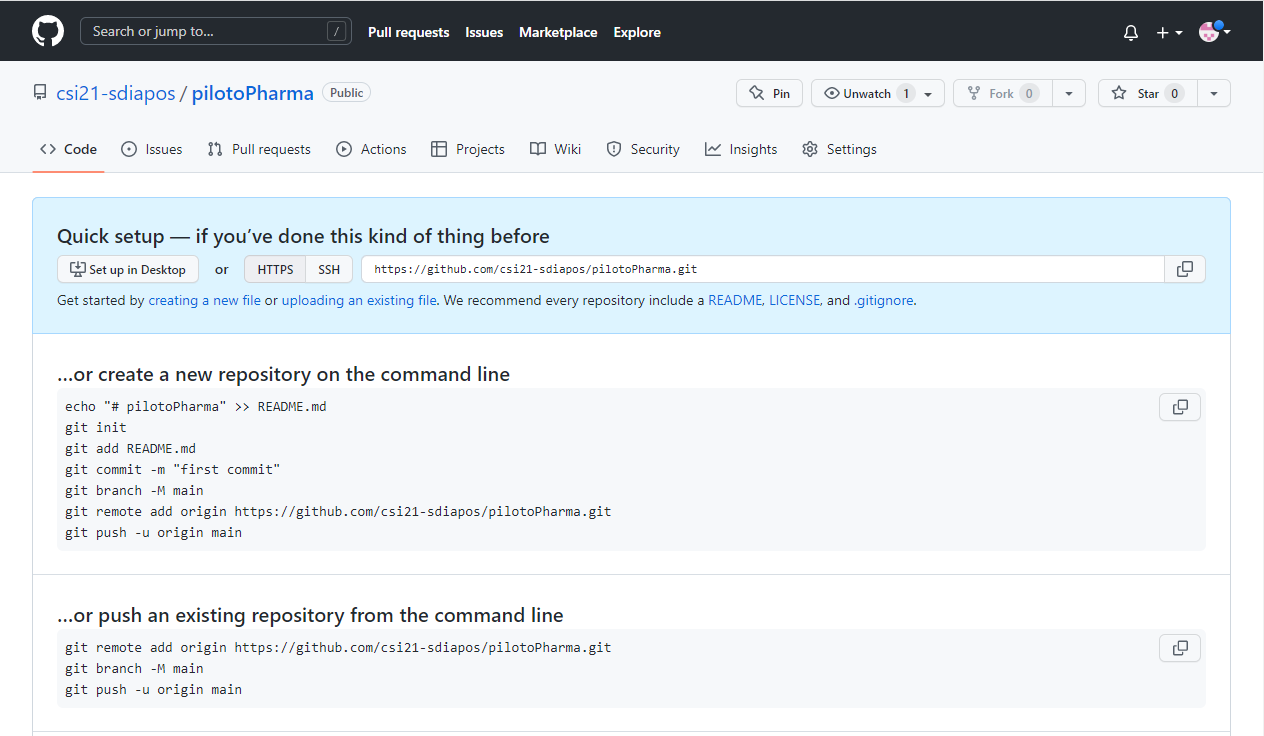 Search or jump to... /
Pull requests Issues Marketplace Explore
csi21-sdiapos / pilotoPharma Public
Pin Unwatch 1 Fork 0 Star 0
Code Issues Pull requests Actions Projects Wiki Security Insights Settings
Quick setup — if you’ve done this kind of thing before
Set up in Desktop or HTTPS SSH https://github.com/csi21-sdiapos/pilotoPharma.git
Get started by creating a new file or uploading an existing file. We recommend every repository include a README, LICENSE, and .gitignore.
…or create a new repository on the command line
echo "# pilotoPharma" >> README.md
git init
git add README.md
git commit -m "first commit"
git branch -M main
git remote add origin https://github.com/csi21-sdiapos/pilotoPharma.git
git push -u origin main
…or push an existing repository from the command line
git remote add origin https://github.com/csi21-sdiapos/pilotoPharma.git
git branch -M main
git push -u origin main